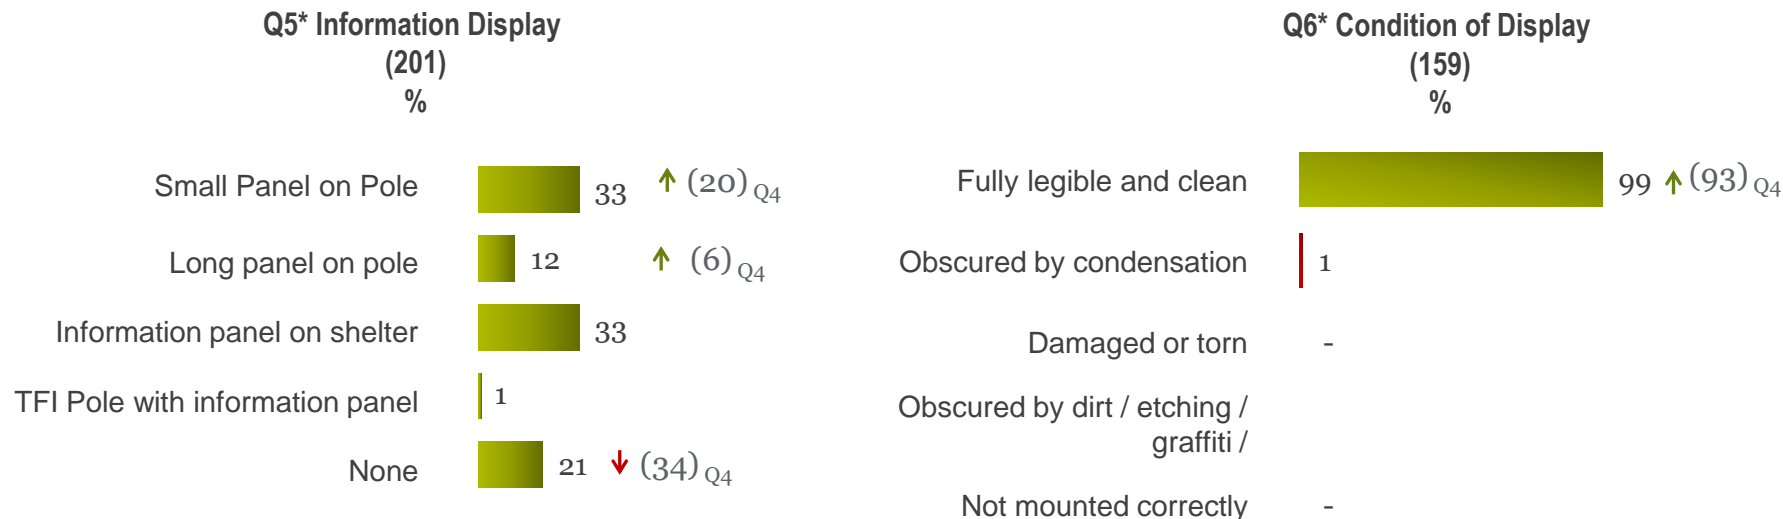 Q5* Information Display
(201)
%
Small Panel on Pole 33 (20) Q4
Long panel on pole 12 (6) Q4
Information panel on shelter 33
TFI Pole with information panel 1
None 21 (34) Q4
Q6* Condition of Display
(159)
%
Fully legible and clean 99 (93) Q4
Obscured by condensation 1
Damaged or torn -
Obscured by dirt / etching /
graffiti /
Not mounted correctly -